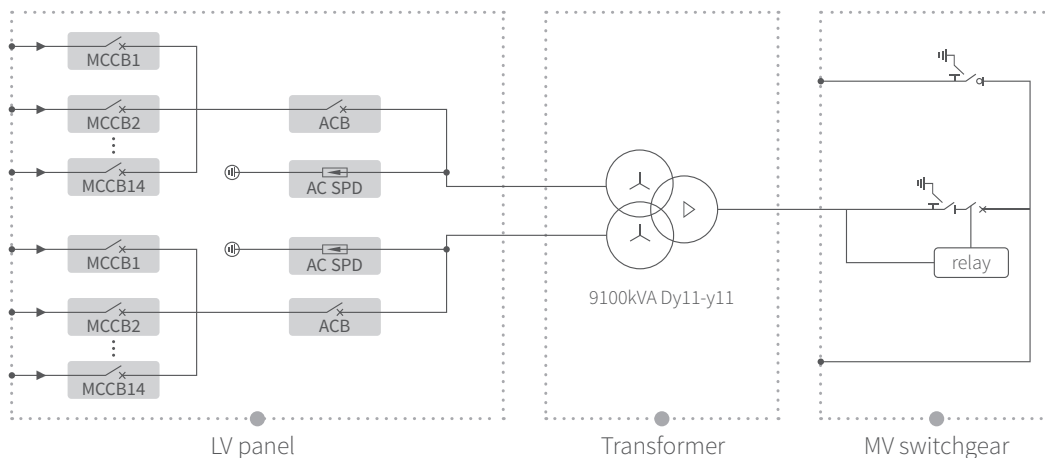 MCCB1
MCCB2
MCCB14
ACB
AC SPD
MCCB1
MCCB2
MCCB14
AC SPD
ACB
9100kVA Dy11-y11
relay
LV panel
Transformer
MV switchgear